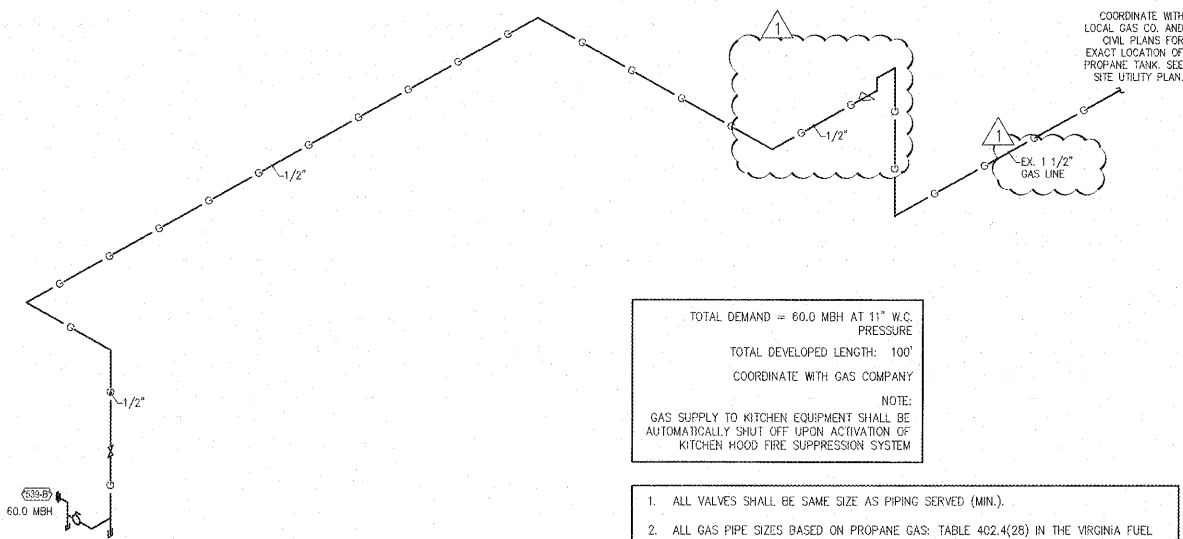 COORDINATE WITH
LOCAL GAS CO. AND
CIVIL PLANS FOR
EXACT LOCATION OF
PROPANE TANK. SEE
SITE UTILITY PLAN.
1
1
EX. 1 1/2"
GAS LINE
1/2"
1/2"
1/2"
539-B
60.0 MBH
G G G G G G G G G G
G G G
G G G G
G G G G
G G G
TOTAL DEMAND = 60.0 MBH AT 11" W.C.
PRESSURE
TOTAL DEVELOPED LENGTH: 100'
COORDINATE WITH GAS COMPANY
NOTE:
GAS SUPPLY TO KITCHEN EQUIPMENT SHALL BE
AUTOMATICALLY SHUT OFF UPON ACTIVATION OF
KITCHEN HOOD FIRE SUPPRESSION SYSTEM
1. ALL VALVES SHALL BE SAME SIZE AS PIPING SERVED (MIN.).
2. ALL GAS PIPE SIZES BASED ON PROPANE GAS: TABLE 402.4(28) IN THE VIRGINIA FUEL